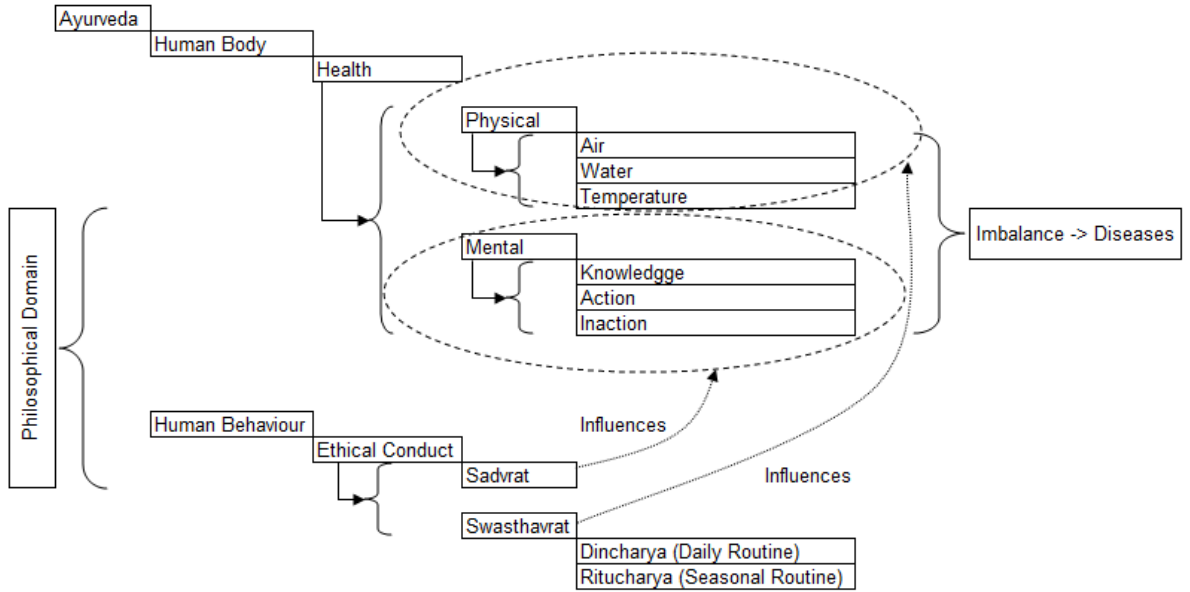 Ayurveda
Human Body
Health
Physical
Air
Water
Temperature
Mental
Knowledgge
Action
Inaction
Imbalance -> Diseases
Philosophical Domain
Human Behaviour
Ethical Conduct
Sadvrat
Influences
Influences
Swasthavrat
Dincharya (Daily Routine)
Ritucharya (Seasonal Routine)